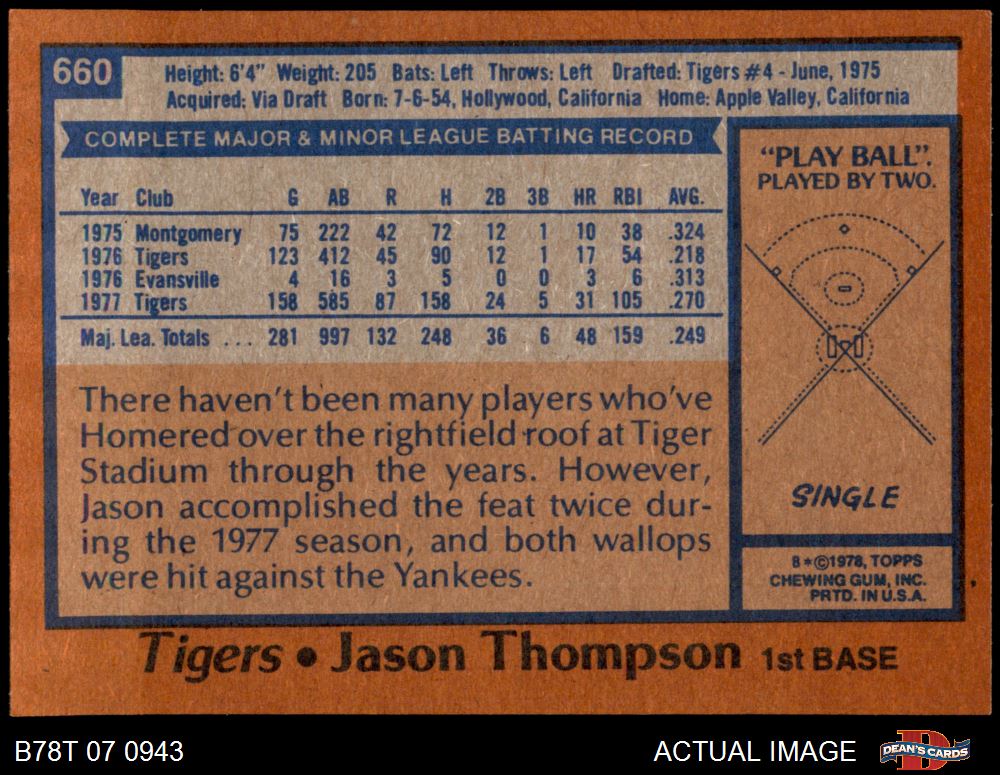 660
Height: 6'4" Weight: 205 Bats: Left Throws: Left Drafted: Tigers #4 - June, 1975
Acquired: Via Draft Born: 7-6-54, Hollywood, California Home: Apple Valley, California
COMPLETE MAJOR & MINOR LEAGUE BATTING RECORD
Year Club G AB R H 2B 3B HR RBI AVG.
1975 Montgomery 75 222 42 72 12 1 10 38 .324
1976 Tigers 123 412 45 90 12 1 17 54 .218
1976 Evansville 4 16 3 5 0 0 3 6 .313
1977 Tigers 158 585 87 158 24 5 31 105 .270
Maj. Lea. Totals ... 281 997 132 248 36 6 48 159 .249
There haven't been many players who've
Homered over the rightfield roof at Tiger
Stadium through the years. However,
Jason accomplished the feat twice dur-
ing the 1977 season, and both wallops
were hit against the Yankees.
"PLAY BALL".
PLAYED BY TWO.
SINGLE
8*©1978, TOPPS
CHEWING GUM, INC.
PRTD. IN U.S.A.
Tigers • Jason Thompson 1st BASE
B78T 07 0943
ACTUAL IMAGE
D
DEAN'S CARDS